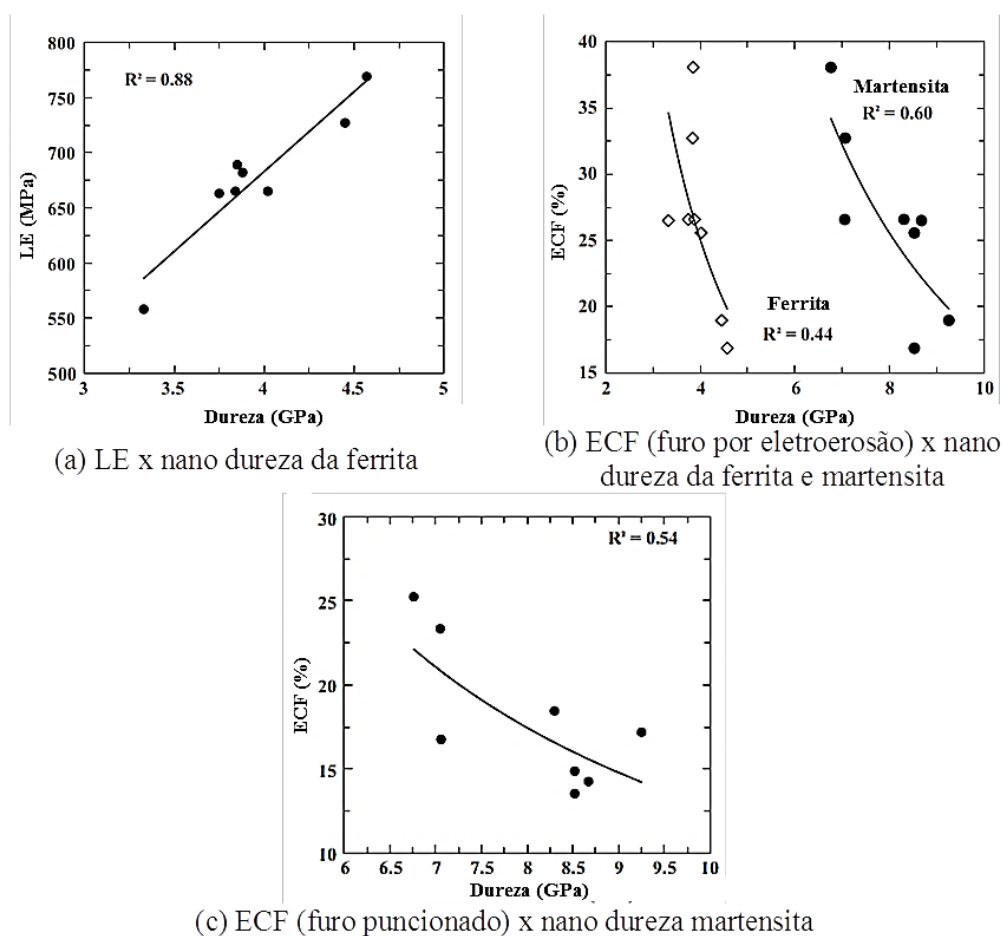 800
750
700
650
600
550
500
LE (MPa)
R² = 0.88
3 3.5 4 4.5 5
Dureza (GPa)
(a) LE x nano dureza da ferrita
40
35
30
25
20
15
ECF (%)
Martensita
R² = 0.60
Ferrita
R² = 0.44
2 4 6 8 10
Dureza (GPa)
(b) ECF (furo por eletroerosão) x nano
dureza da ferrita e martensita
30
25
20
15
10
ECF (%)
R² = 0.54
6 6.5 7 7.5 8 8.5 9 9.5 10
Dureza (GPa)
(c) ECF (furo puncionado) x nano dureza martensita